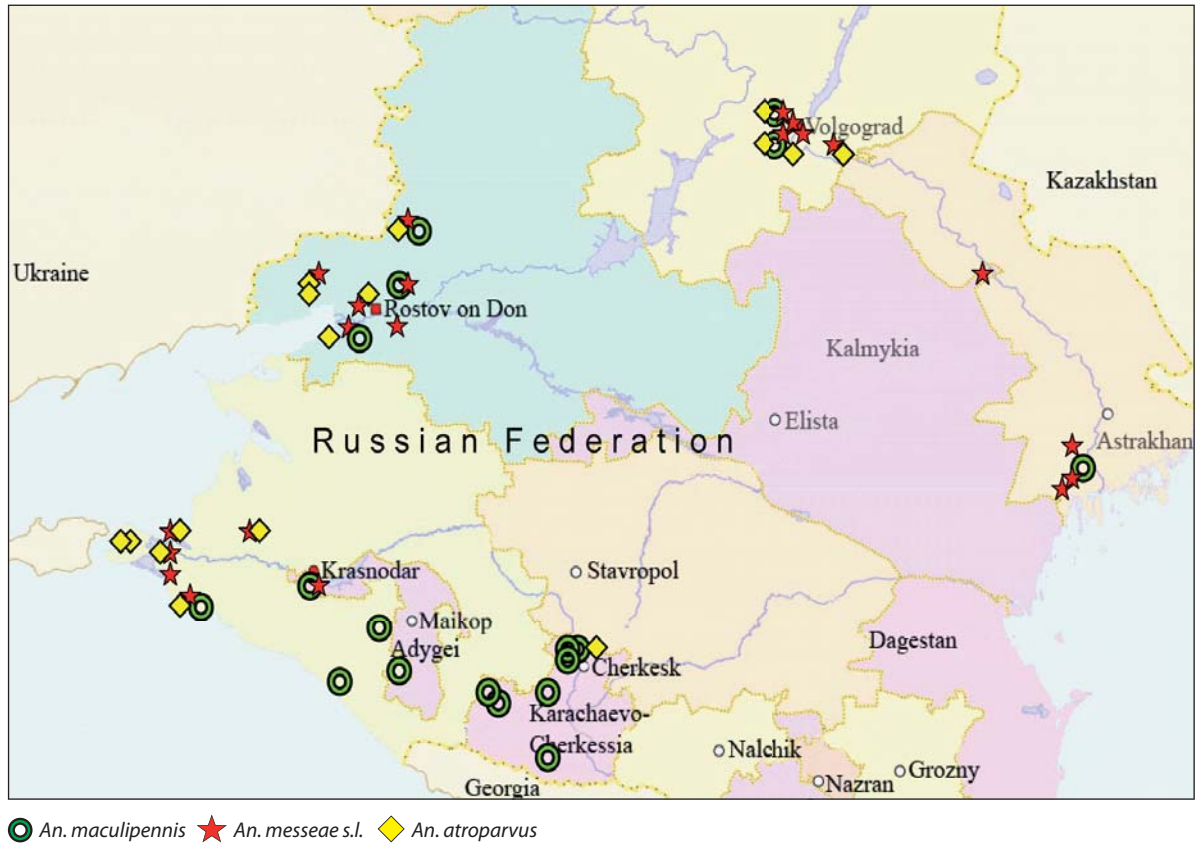 Volgograd
Kazakhstan
Ukraine
Rostov on Don
Kalmykia
Elista
Astrakhan
Russian Federation
Krasnodar
Stavropol
Maikop
Adygei
Dagestan
Cherkesk
Karachaevo-
Cherkessia
Nalchik
Grozny
Nazran
Georgia
An. maculipennis An. messeae s.l. An. atroparvus